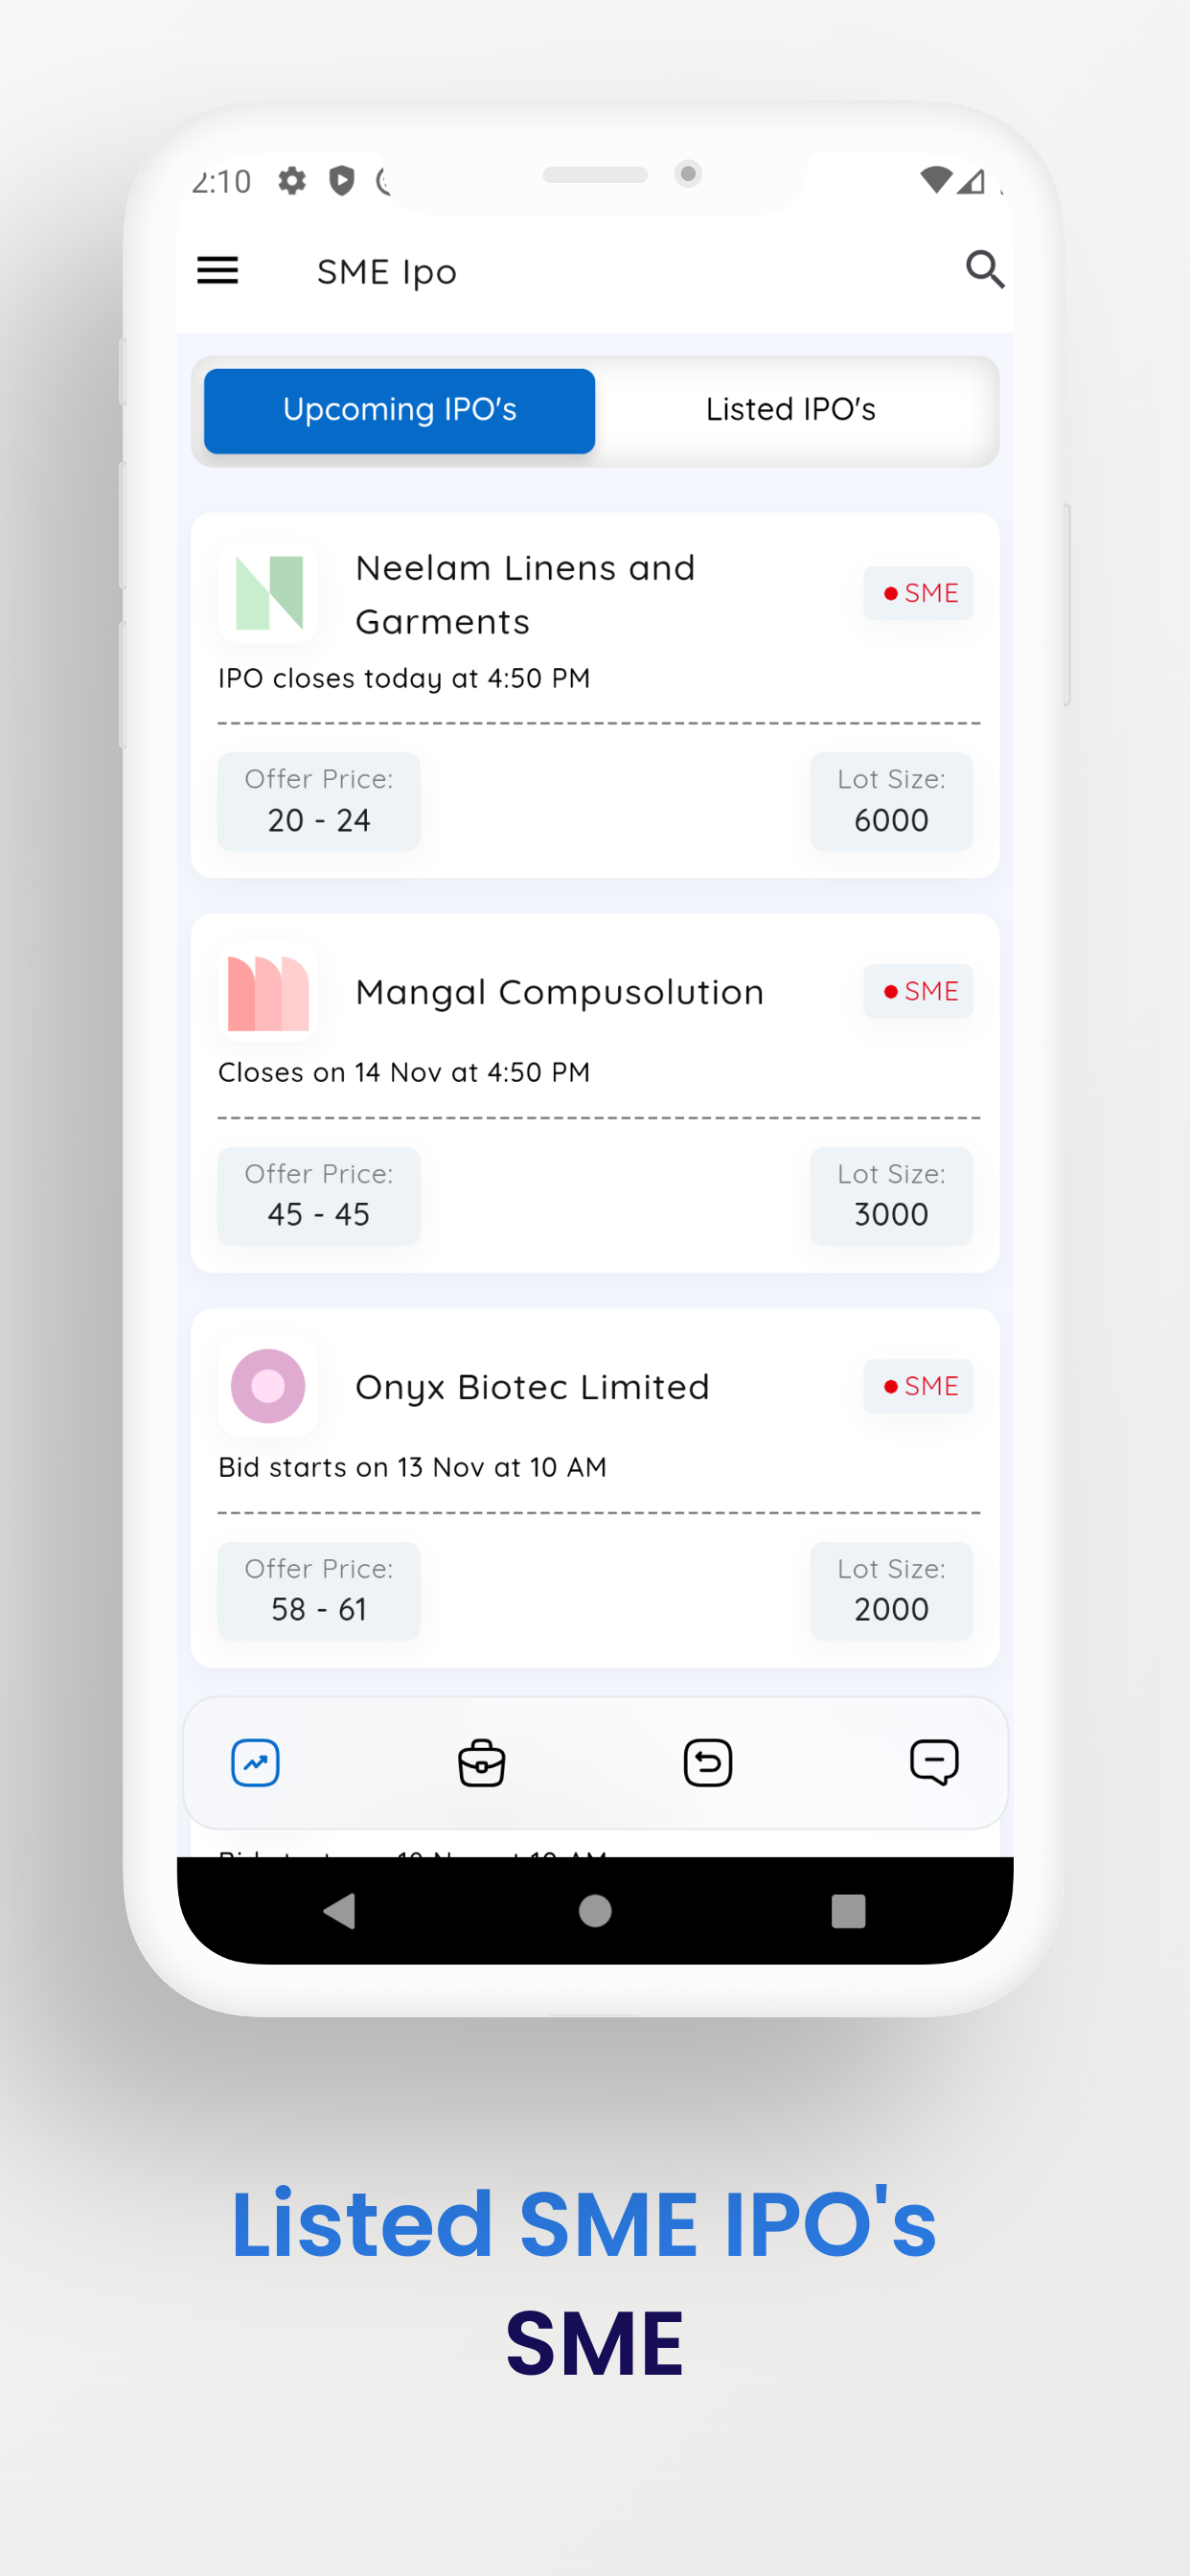 2:10
SME Ipo
Upcoming IPO's
Listed IPO's
Neelam Linens and
Garments
SME
IPO closes today at 4:50 PM
Offer Price:
20 - 24
Lot Size:
6000
Mangal Compusolution
SME
Closes on 14 Nov at 4:50 PM
Offer Price:
45 - 45
Lot Size:
3000
Onyx Biotec Limited
SME
Bid starts on 13 Nov at 10 AM
Offer Price:
58 - 61
Lot Size:
2000
Listed SME IPO's
SME